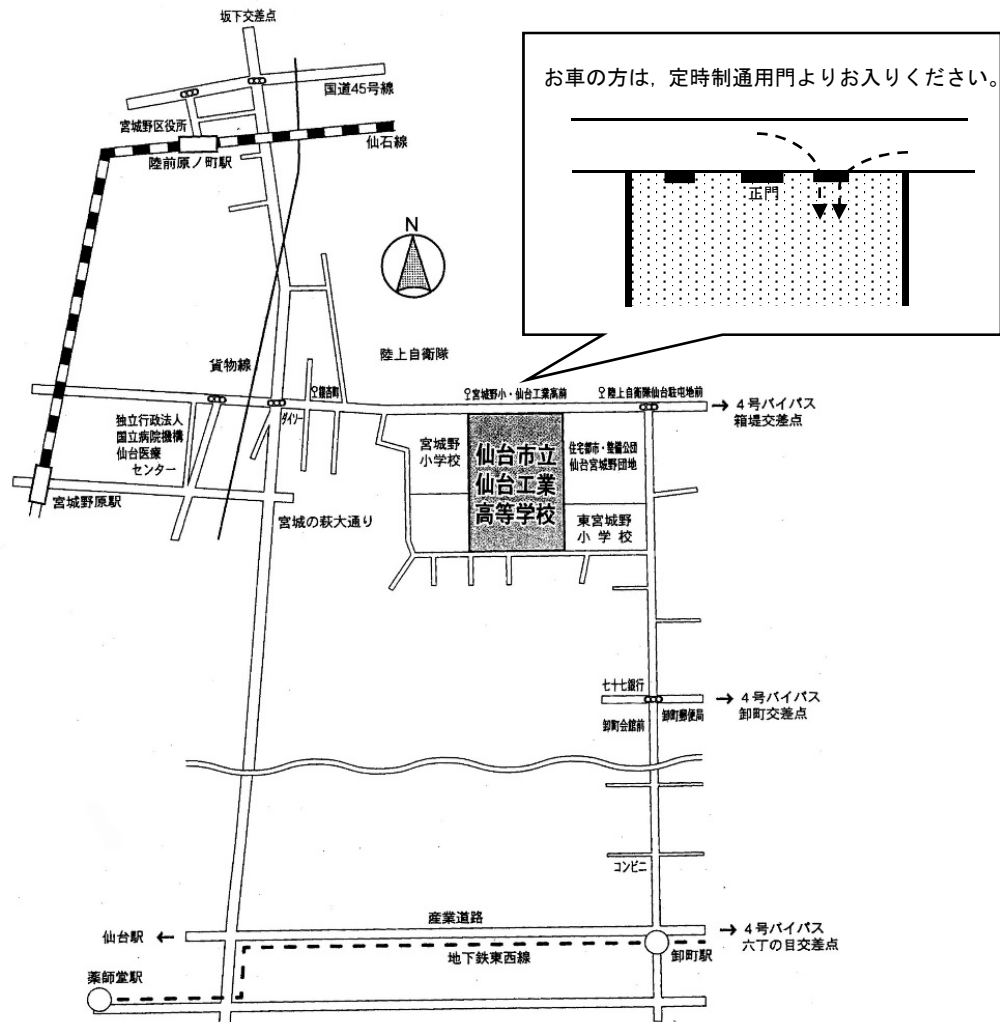 坂下交差点
国道45号線
宮城野区役所
仙石線
陸前原ノ町駅
お車の方は，定時制通用門よりお入りください。
正門
N
陸上自衛隊
貨物線
銀杏町
宮城野小・仙台工業高前
陸上自衛隊仙台駐屯地前
→ 4号バイパス
箱堤交差点
ダイソー
独立行政法人
国立病院機構
仙台医療
センター
宮城野
小学校
仙台市立
仙台工業
高等学校
住宅都市・整備公団
仙台宮城野団地
宮城野原駅
宮城の萩大通り
東宮城野
小学校
七十七銀行
→ 4号バイパス
卸町交差点
卸町会館前
卸町郵便局
コンビニ
産業道路
仙台駅 ←
→ 4号バイパス
六丁の目交差点
地下鉄東西線
卸町駅
薬師堂駅